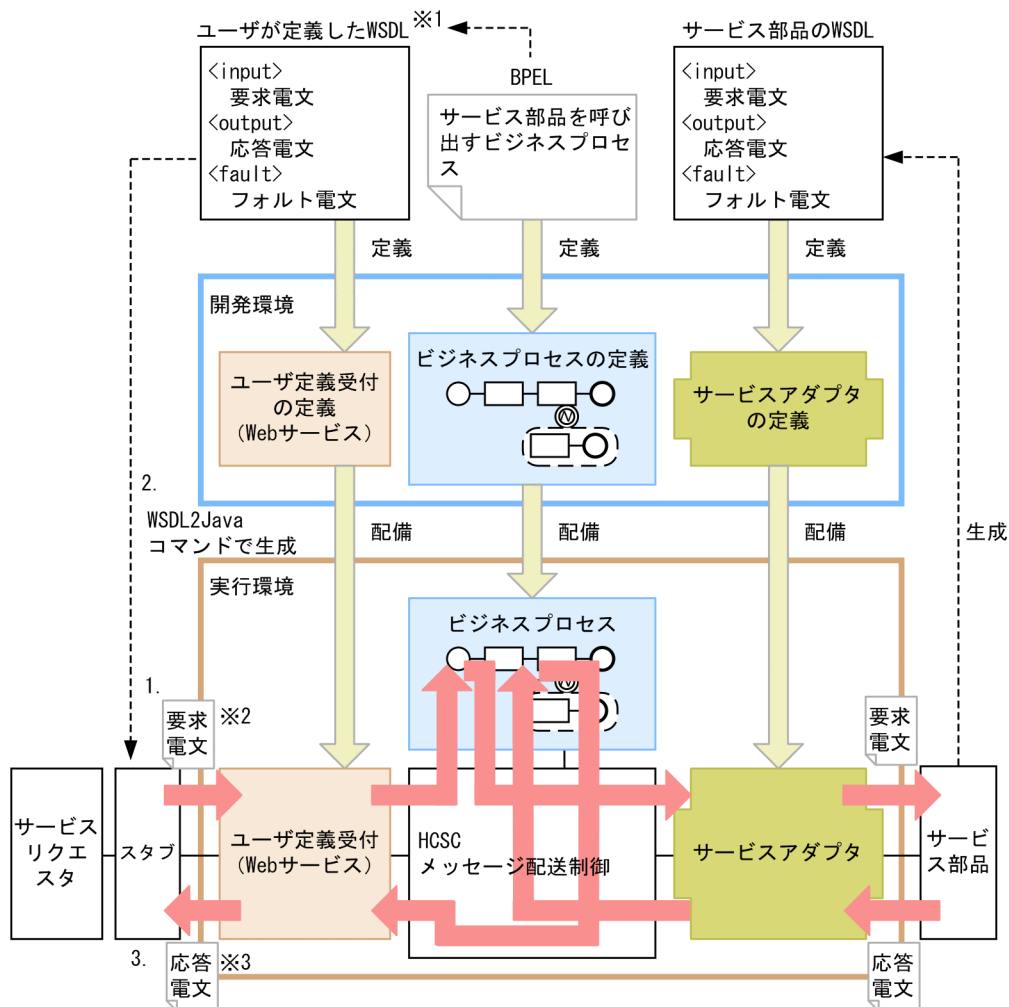 ユーザが定義したWSDL ※1
<input>
要求電文
<output>
応答電文
<fault>
フォルト電文
BPEL
サービス部品を呼び
出すビジネスプロセ
ス
サービス部品のWSDL
<input>
要求電文
<output>
応答電文
<fault>
フォルト電文
定義
定義
定義
開発環境
ユーザ定義受付
の定義
(Webサービス)
ビジネスプロセスの定義
サービスアダプタ
の定義
2.
WSDL2Java
コマンドで生成
配備
配備
配備
生成
実行環境
ビジネスプロセス
1.
要求
電文
※2
要求
電文
サービス
リクエ
スタ
スタブ
ユーザ定義受付
(Webサービス)
HCSC
メッセージ配送制御
サービスアダプタ
サービ
ス部品
3.
応答
電文
※3
応答
電文